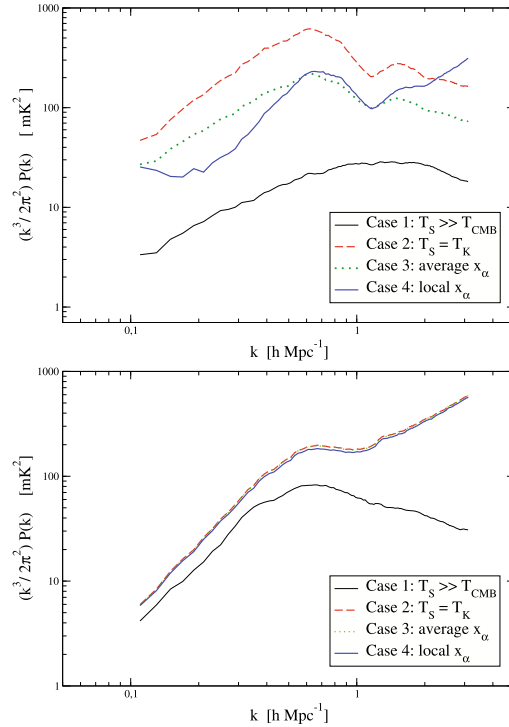 1000
100
10
1
(k³/ 2π²) P(k) [ mK² ]
0,1
1
k [h Mpc⁻¹]
Case 1: T_S >> T_CMB
Case 2: T_S = T_K
Case 3: average x_α
Case 4: local x_α
1000
100
10
1
(k³/ 2π²) P(k) [ mK² ]
0,1
1
k [h Mpc⁻¹]
Case 1: T_S >> T_CMB
Case 2: T_S = T_K
Case 3: average x_α
Case 4: local x_α